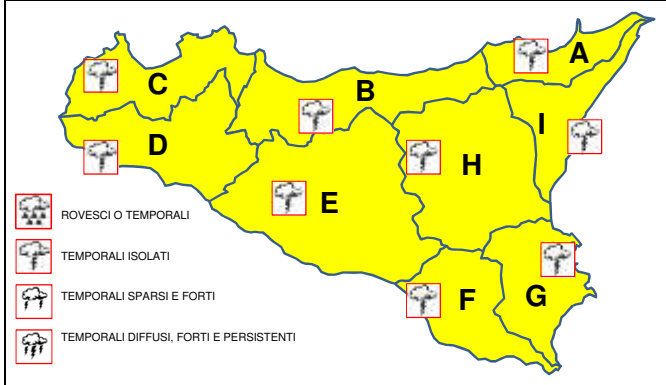 A
C
B
I
D
H
E
ROVESCI O TEMPORALI
TEMPORALI ISOLATI
F
G
TEMPORALI SPARSI E FORTI
TEMPORALI DIFFUSI, FORTI E PERSISTENTI